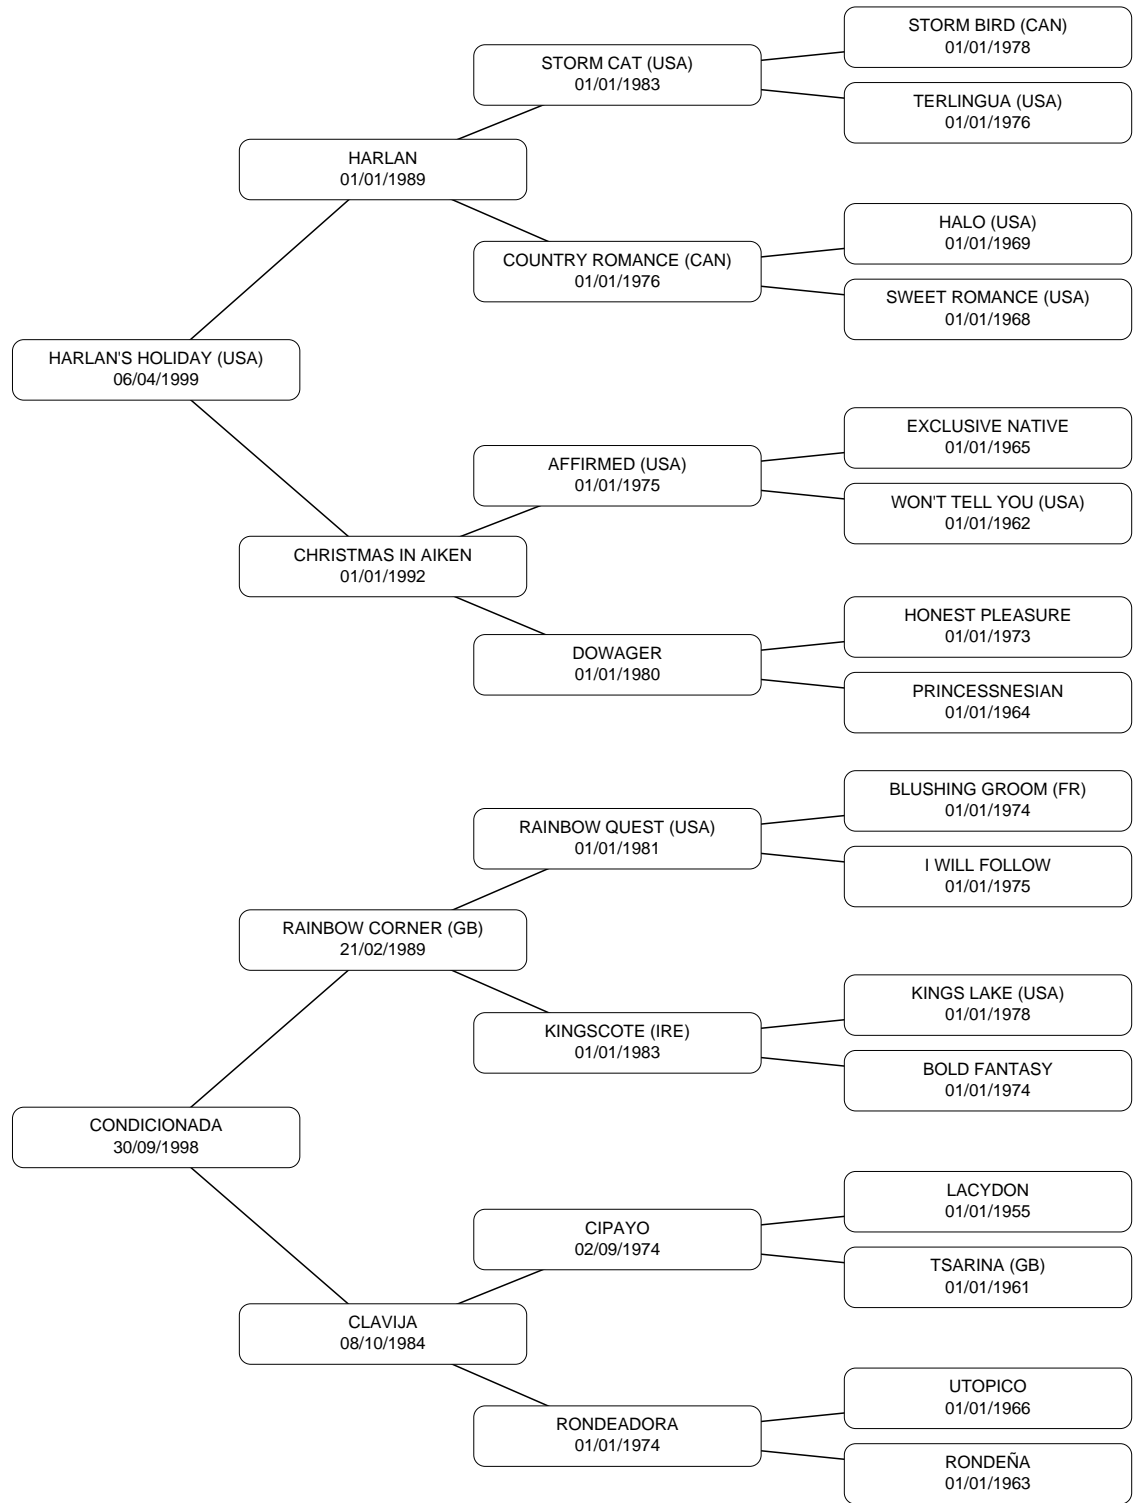 STORM BIRD (CAN)
01/01/1978
STORM CAT (USA)
01/01/1983
TERLINGUA (USA)
01/01/1976
HARLAN
01/01/1989
HALO (USA)
01/01/1969
COUNTRY ROMANCE (CAN)
01/01/1976
SWEET ROMANCE (USA)
01/01/1968
HARLAN'S HOLIDAY (USA)
06/04/1999
EXCLUSIVE NATIVE
01/01/1965
AFFIRMED (USA)
01/01/1975
WON'T TELL YOU (USA)
01/01/1962
CHRISTMAS IN AIKEN
01/01/1992
HONEST PLEASURE
01/01/1973
DOWAGER
01/01/1980
PRINCESSNESIAN
01/01/1964
BLUSHING GROOM (FR)
01/01/1974
RAINBOW QUEST (USA)
01/01/1981
I WILL FOLLOW
01/01/1975
RAINBOW CORNER (GB)
21/02/1989
KINGS LAKE (USA)
01/01/1978
KINGSCOTE (IRE)
01/01/1983
BOLD FANTASY
01/01/1974
CONDICIONADA
30/09/1998
LACYDON
01/01/1955
CIPAYO
02/09/1974
TSARINA (GB)
01/01/1961
CLAVIJA
08/10/1984
UTOPICO
01/01/1966
RONDEADORA
01/01/1974
RONDEÑA
01/01/1963